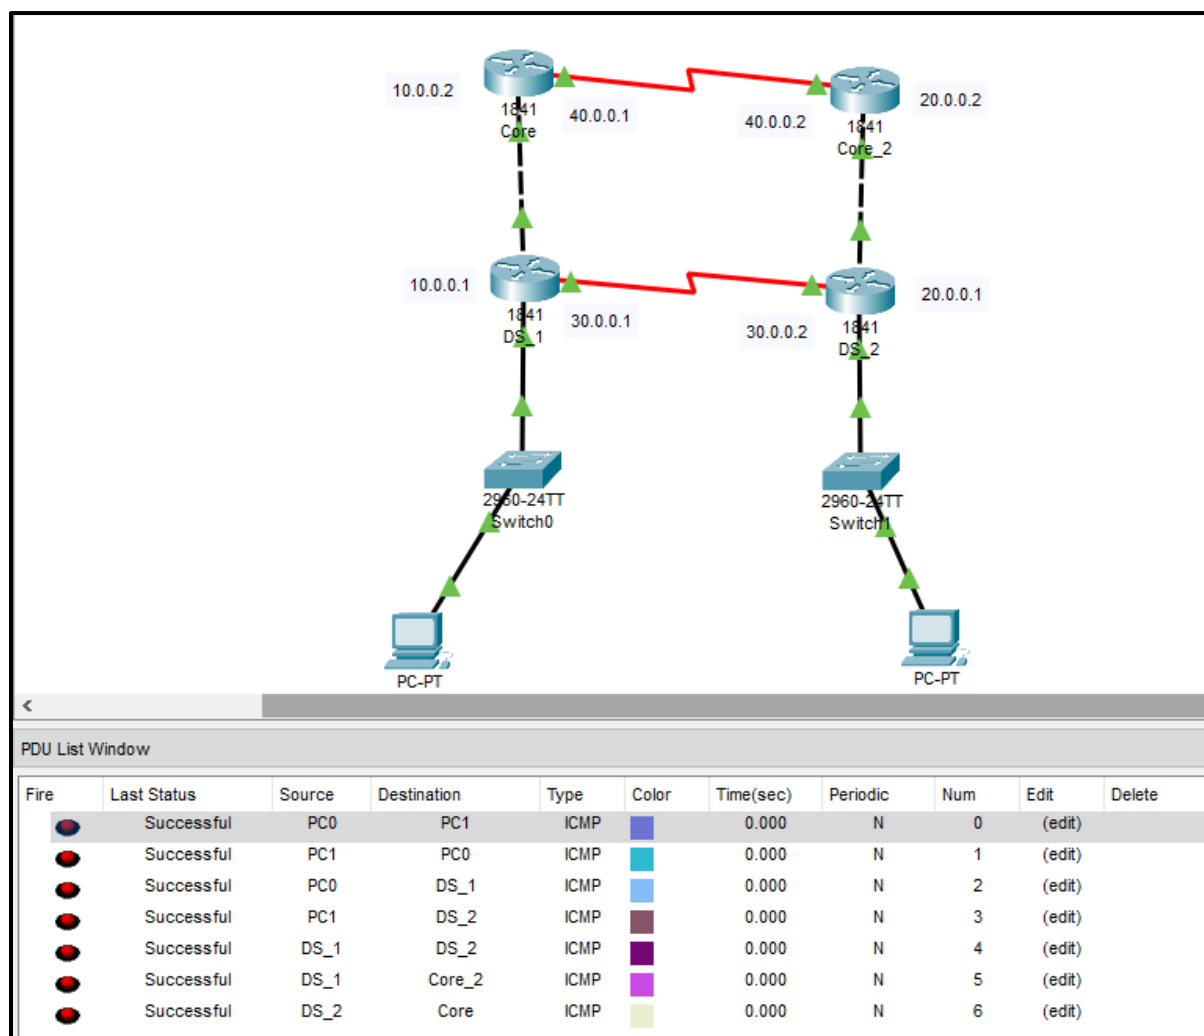 10.0.0.2
1841
Core
40.0.0.1
40.0.0.2
20.0.0.2
1841
Core_2
10.0.0.1
1841
DS_1
30.0.0.1
30.0.0.2
20.0.0.1
1841
DS_2
2960-24TT
Switch0
2960-24TT
Switch1
PC-PT
PC-PT
PDU List Window
Fire Last Status Source Destination Type Color Time(sec) Periodic Num Edit Delete
Successful PC0 PC1 ICMP 0.000 N 0 (edit)
Successful PC1 PC0 ICMP 0.000 N 1 (edit)
Successful PC0 DS_1 ICMP 0.000 N 2 (edit)
Successful PC1 DS_2 ICMP 0.000 N 3 (edit)
Successful DS_1 DS_2 ICMP 0.000 N 4 (edit)
Successful DS_1 Core_2 ICMP 0.000 N 5 (edit)
Successful DS_2 Core ICMP 0.000 N 6 (edit)